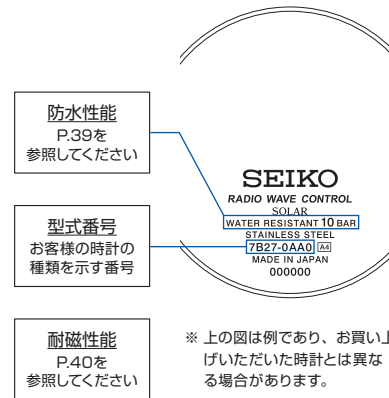 防水性能
P.39を
参照してください
型式番号
お客様の時計の
種類を示す番号
耐磁性能
P.40を
参照してください
SEIKO
RADIO WAVE CONTROL
SOLAR
WATER RESISTANT 10 BAR
STAINLESS STEEL
7B27-0AA0 A4
MADE IN JAPAN
000000
※ 上の図は例であり、お買い上
げいただいた時計とは異な
る場合があります。